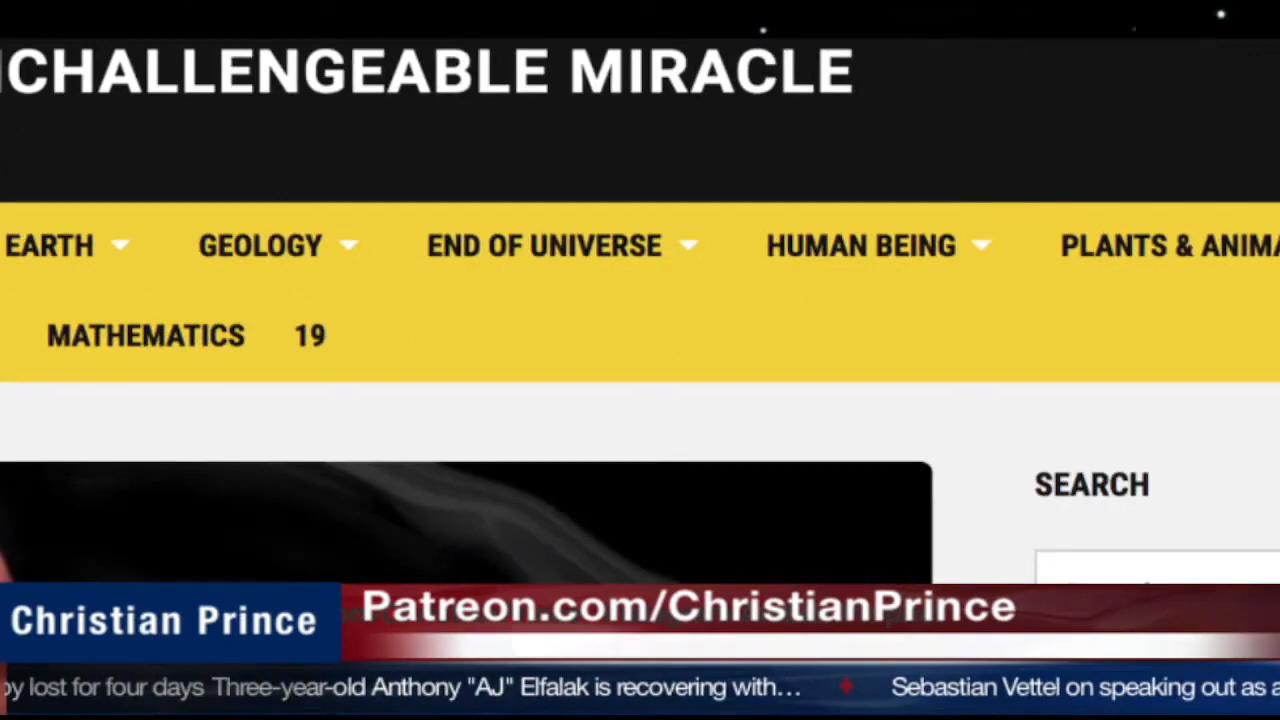 CHALLENGEABLE MIRACLE
EARTH GEOLOGY END OF UNIVERSE HUMAN BEING PLANTS & ANIMA
MATHEMATICS 19
SEARCH
Christian Prince
Patreon.com/ChristianPrince
by lost for four days Three-year-old Anthony "AJ" Elfalak is recovering with... Sebastian Vettel on speaking out as a